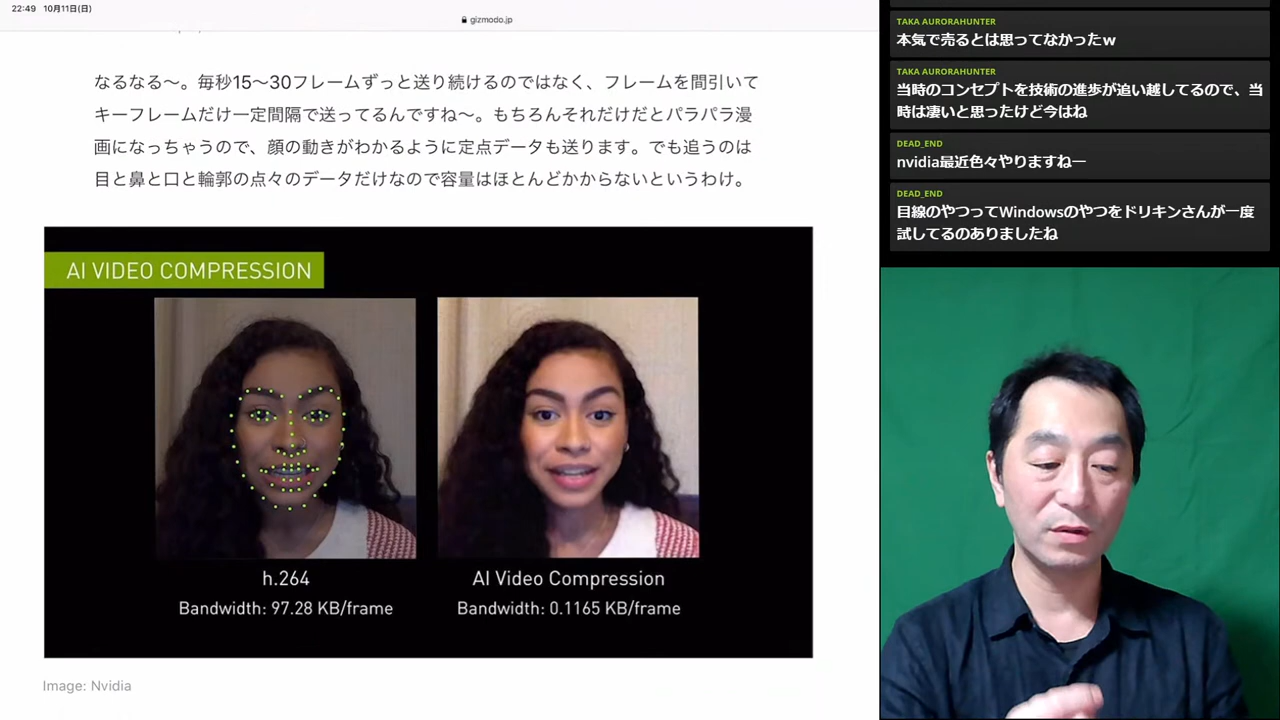 22:49 10月11日(日)
gizmodo.jp
なるなる〜。毎秒15〜30フレームずっと送り続けるのではなく、フレームを間引いて
キーフレームだけ一定間隔で送ってるんですね〜。もちろんそれだけだとパラパラ漫
画になっちゃうので、顔の動きがわかるように定点データも送ります。でも追うのは
目と鼻と口と輪郭の点々のデータだけなので容量はほとんどかからないというわけ。
AI VIDEO COMPRESSION
h.264
Bandwidth: 97.28 KB/frame
AI Video Compression
Bandwidth: 0.1165 KB/frame
Image: Nvidia
TAKA AURORAHUNTER
本気で売るとは思ってなかったｗ
TAKA AURORAHUNTER
当時のコンセプトを技術の進歩が追い越してるので、当
時は凄いと思ったけど今はね
DEAD_END
nvidia最近色々やりますねー
DEAD_END
目線のやつってWindowsのやつをドリキンさんが一度
試してるのありましたね